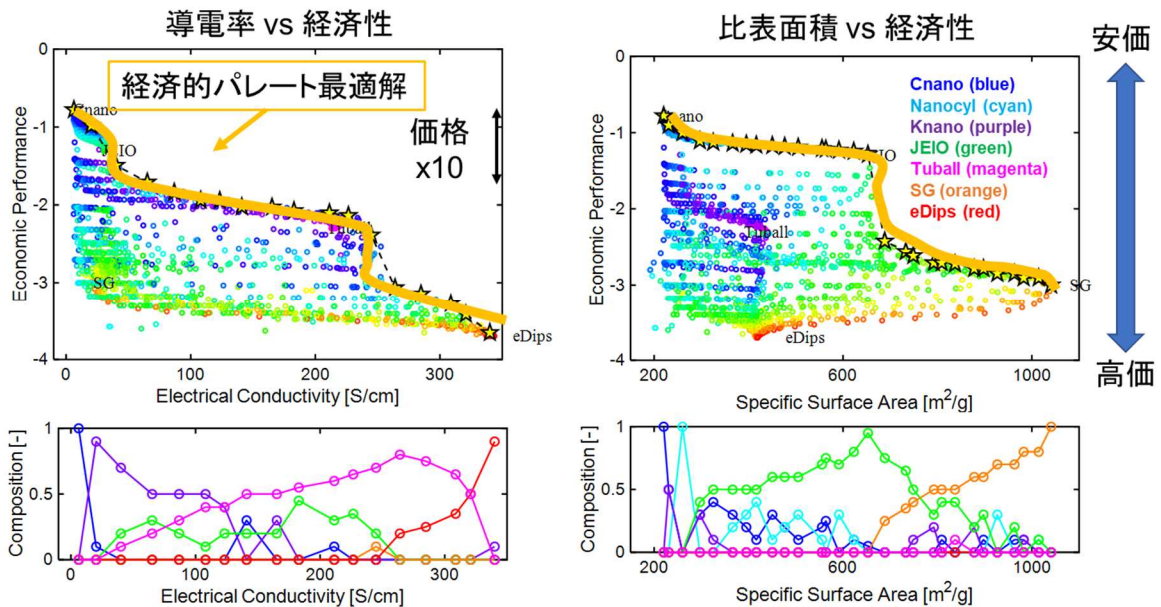 導電率 vs 経済性
比表面積 vs 経済性
安価
高価
経済的パレート最適解
価格
x10
Economic Performance
0
-1
-2
-3
-4
JEIO
SG
eDips
0
100
200
300
Electrical Conductivity [S/cm]
Economic Performance
0
-1
-2
-3
-4
Cnano (blue)
Nanocyl (cyan)
Knano (purple)
JEIO (green)
Tuball (magenta)
SG (orange)
eDips (red)
Tuball
SG
eDips
200
600
1000
Specific Surface Area [m2/g]
Composition [-]
1
0.5
0
0
100
200
300
Electrical Conductivity [S/cm]
Composition [-]
1
0.5
0
200
600
1000
Specific Surface Area [m2/g]